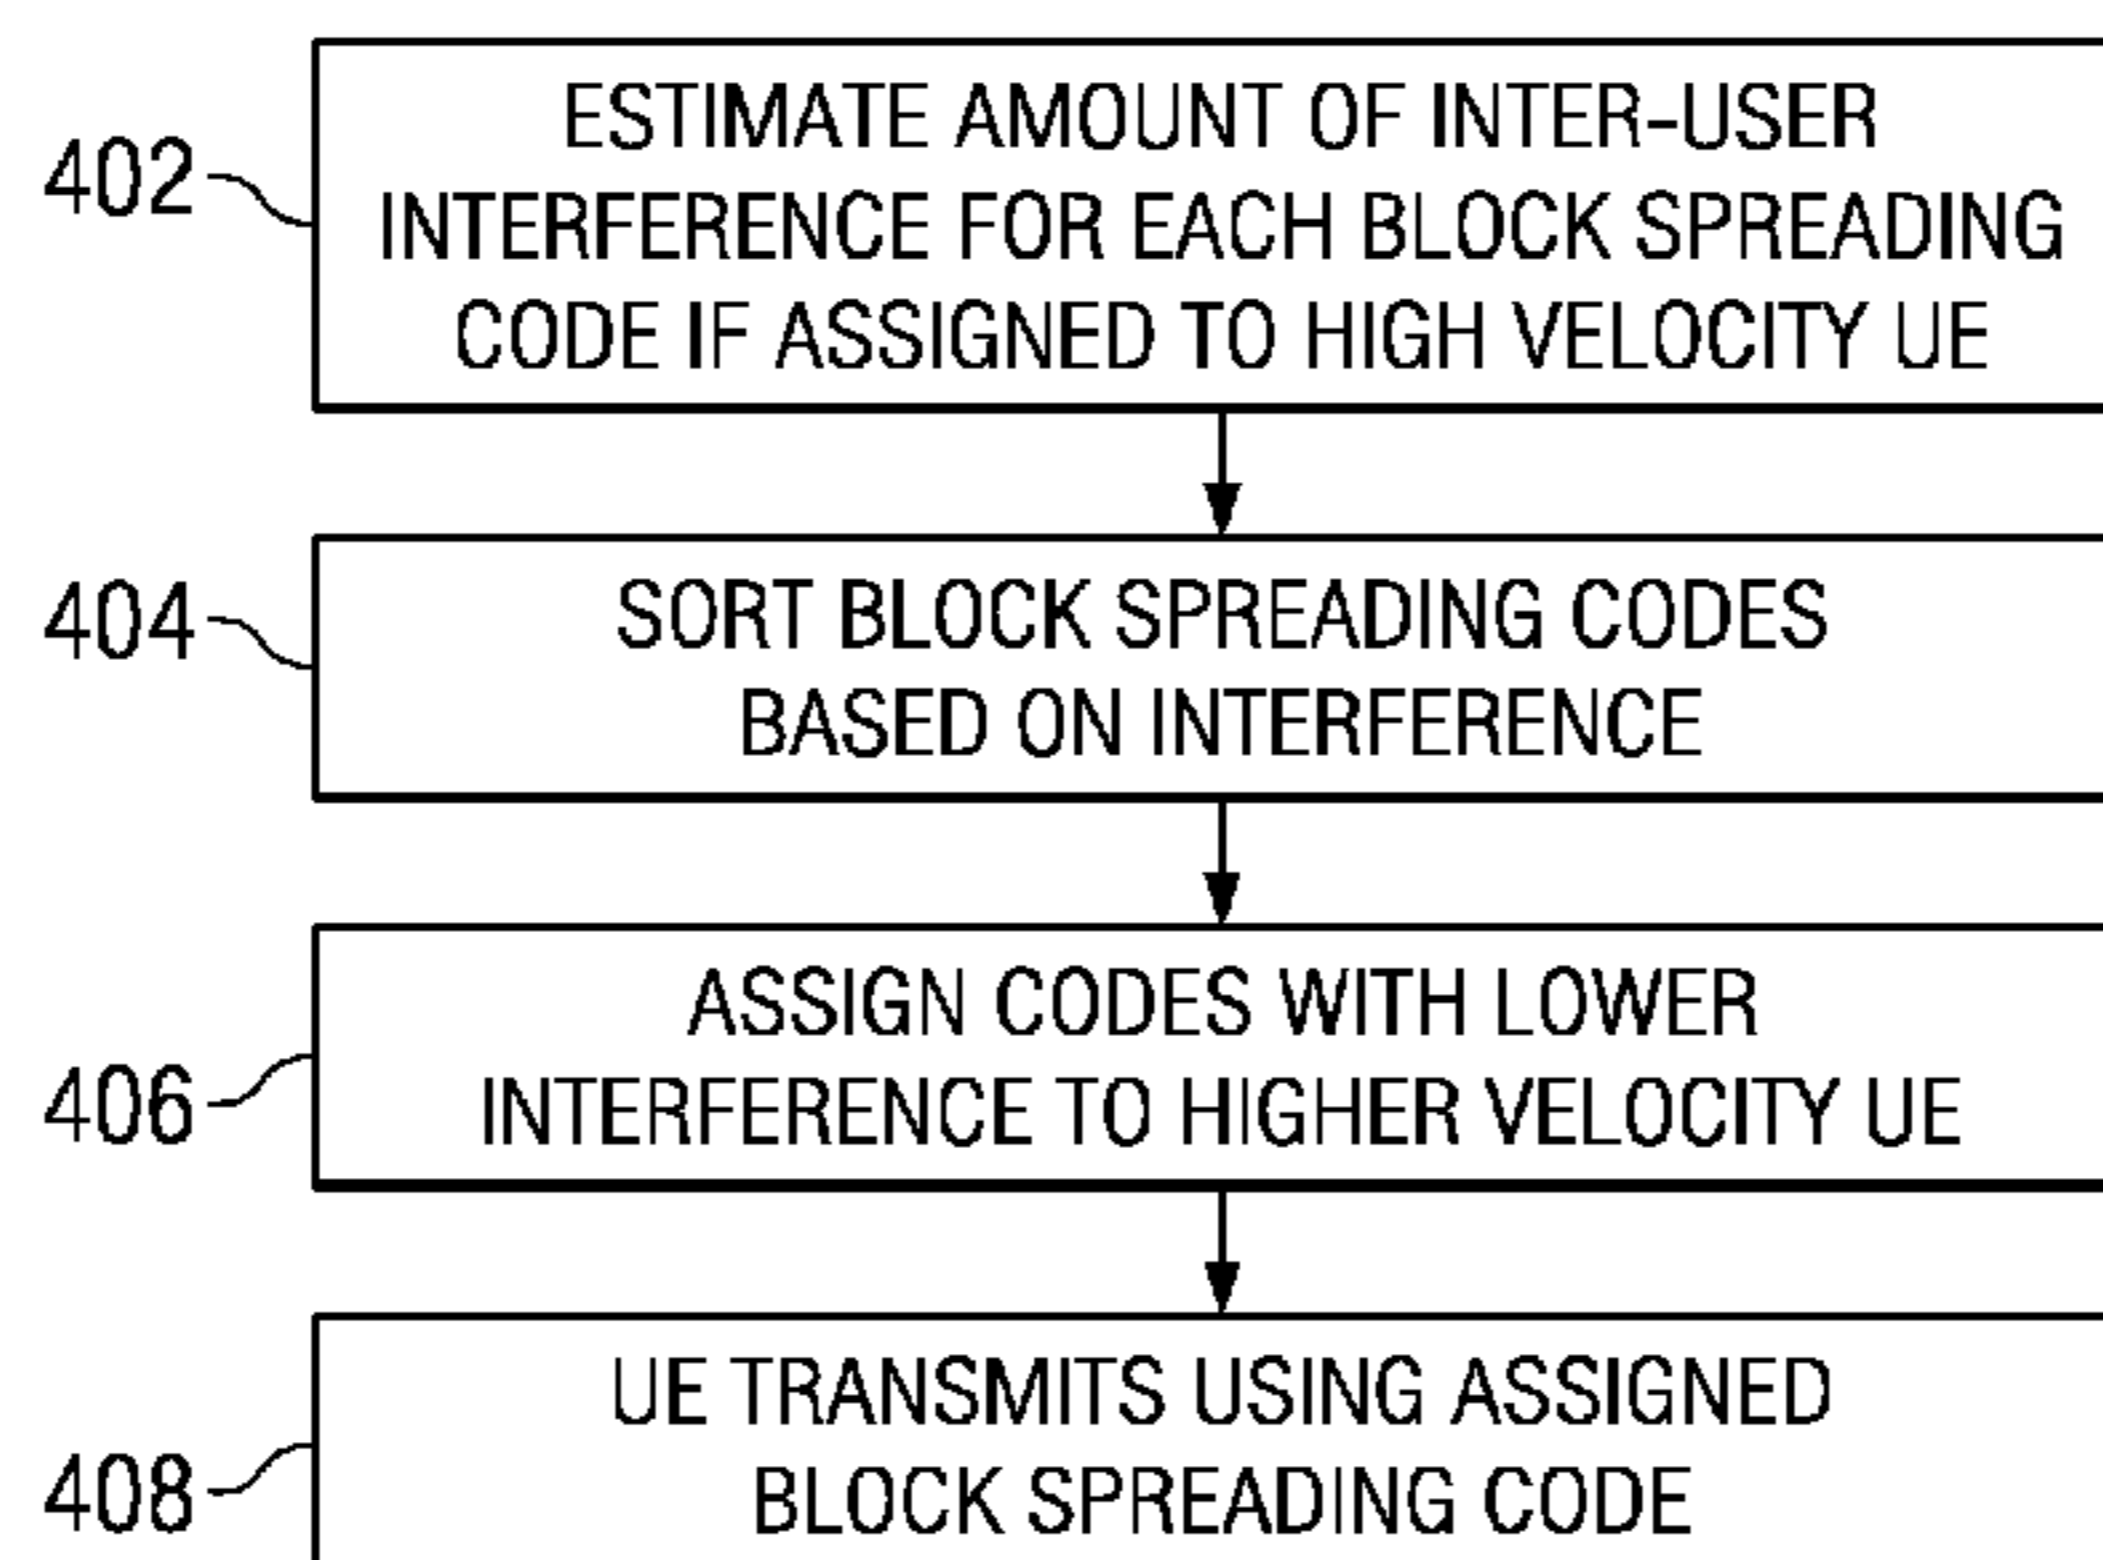 402
ESTIMATE AMOUNT OF INTER-USER
INTERFERENCE FOR EACH BLOCK SPREADING
CODE IF ASSIGNED TO HIGH VELOCITY UE
404
SORT BLOCK SPREADING CODES
BASED ON INTERFERENCE
406
ASSIGN CODES WITH LOWER
INTERFERENCE TO HIGHER VELOCITY UE
408
UE TRANSMITS USING ASSIGNED
BLOCK SPREADING CODE